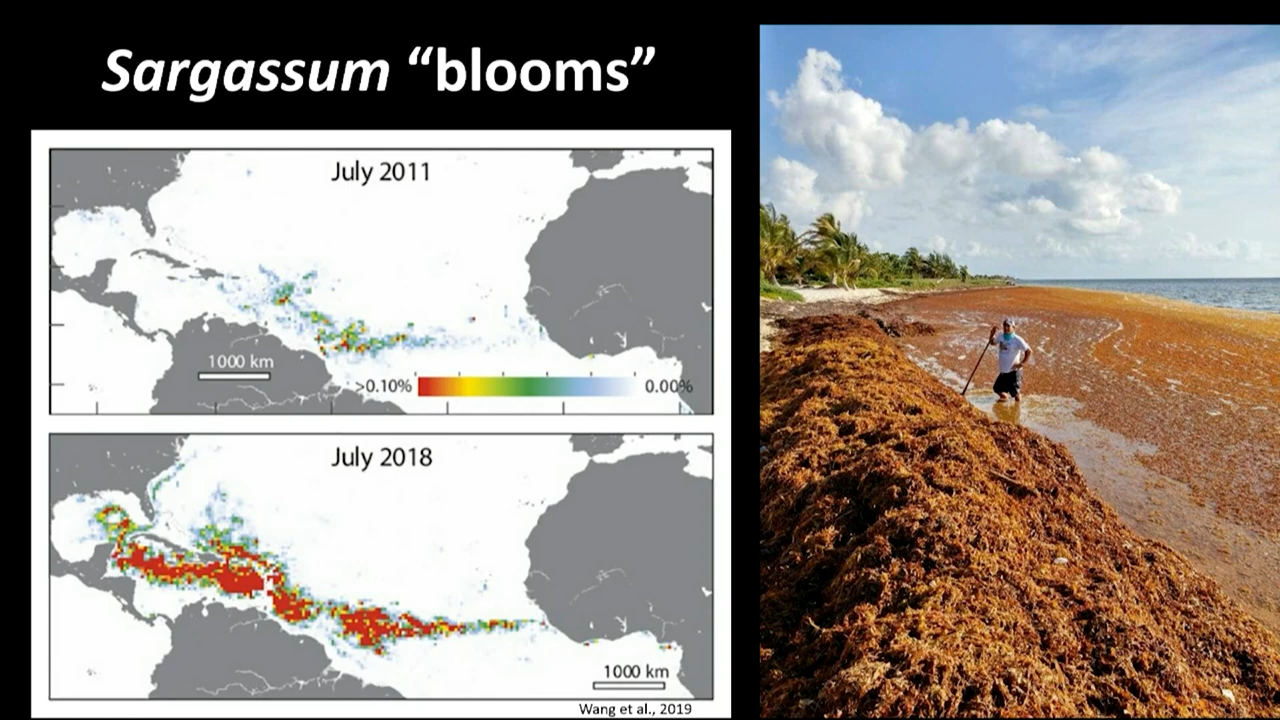 Sargassum “blooms”
July 2011
1000 km
>0.10% 0.00%
July 2018
1000 km
Wang et al., 2019